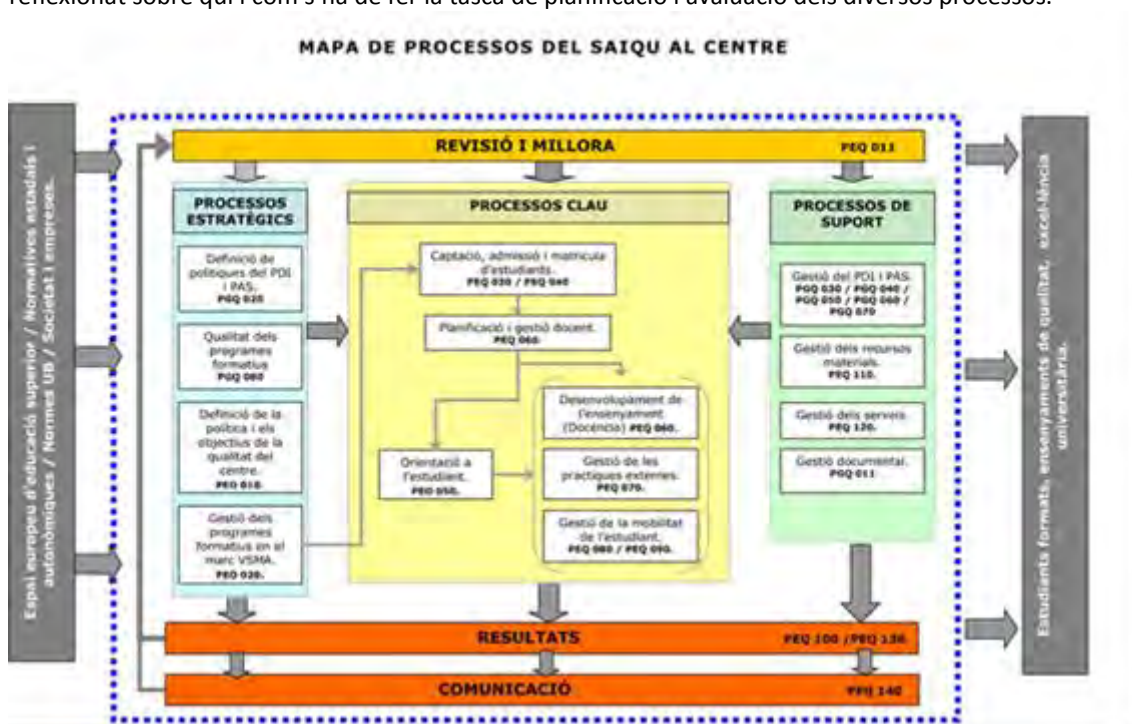 reflexionat sobre qui i com s'ha de fer la tasca de planificació i avaluació dels diversos processos.
MAPA DE PROCESSOS DEL SAIQU AL CENTRE
Espai europeu d'educació superior / Normatives estatals i
autonòmiques / Normes UB / Societat i empreses.
REVISIÓ I MILLORA
PEQ 011
PROCESSOS
ESTRATÈGICS
Definició de
polítiques del PDI
i PAS.
PGQ 020
Qualitat dels
programes
formatius
PGQ 080
Definició de la
política i els
objectius de la
qualitat del
centre.
PEQ 010.
Gestió dels
programes
formatius en el
marc VSMA.
PEQ 020.
PROCESSOS CLAU
Captació, admissió i matrícula
d'estudiants.
PEQ 030 / PEQ 040
Planificació i gestió docent.
PEQ 060.
Orientació a
l'estudiant.
PEQ 050.
Desenvolupament de
l'ensenyament
(Docència) PEQ 060.
Gestió de les
pràctiques externes.
PEQ 070.
Gestió de la mobilitat
de l'estudiant.
PEQ 080 / PEQ 090.
PROCESSOS DE
SUPORT
Gestió del PDI i PAS.
PGQ 030 / PGQ 040 /
PGQ 050 / PGQ 060 /
PGQ 070
Gestió dels recursos
materials.
PEQ 110.
Gestió dels serveis
PEQ 120.
Gestió documental.
PGQ 011
RESULTATS
PEQ 100 /PEQ 130
COMUNICACIÓ
PEQ 140
Estudiants formats, ensenyaments de qualitat, excel·lència
universitària.